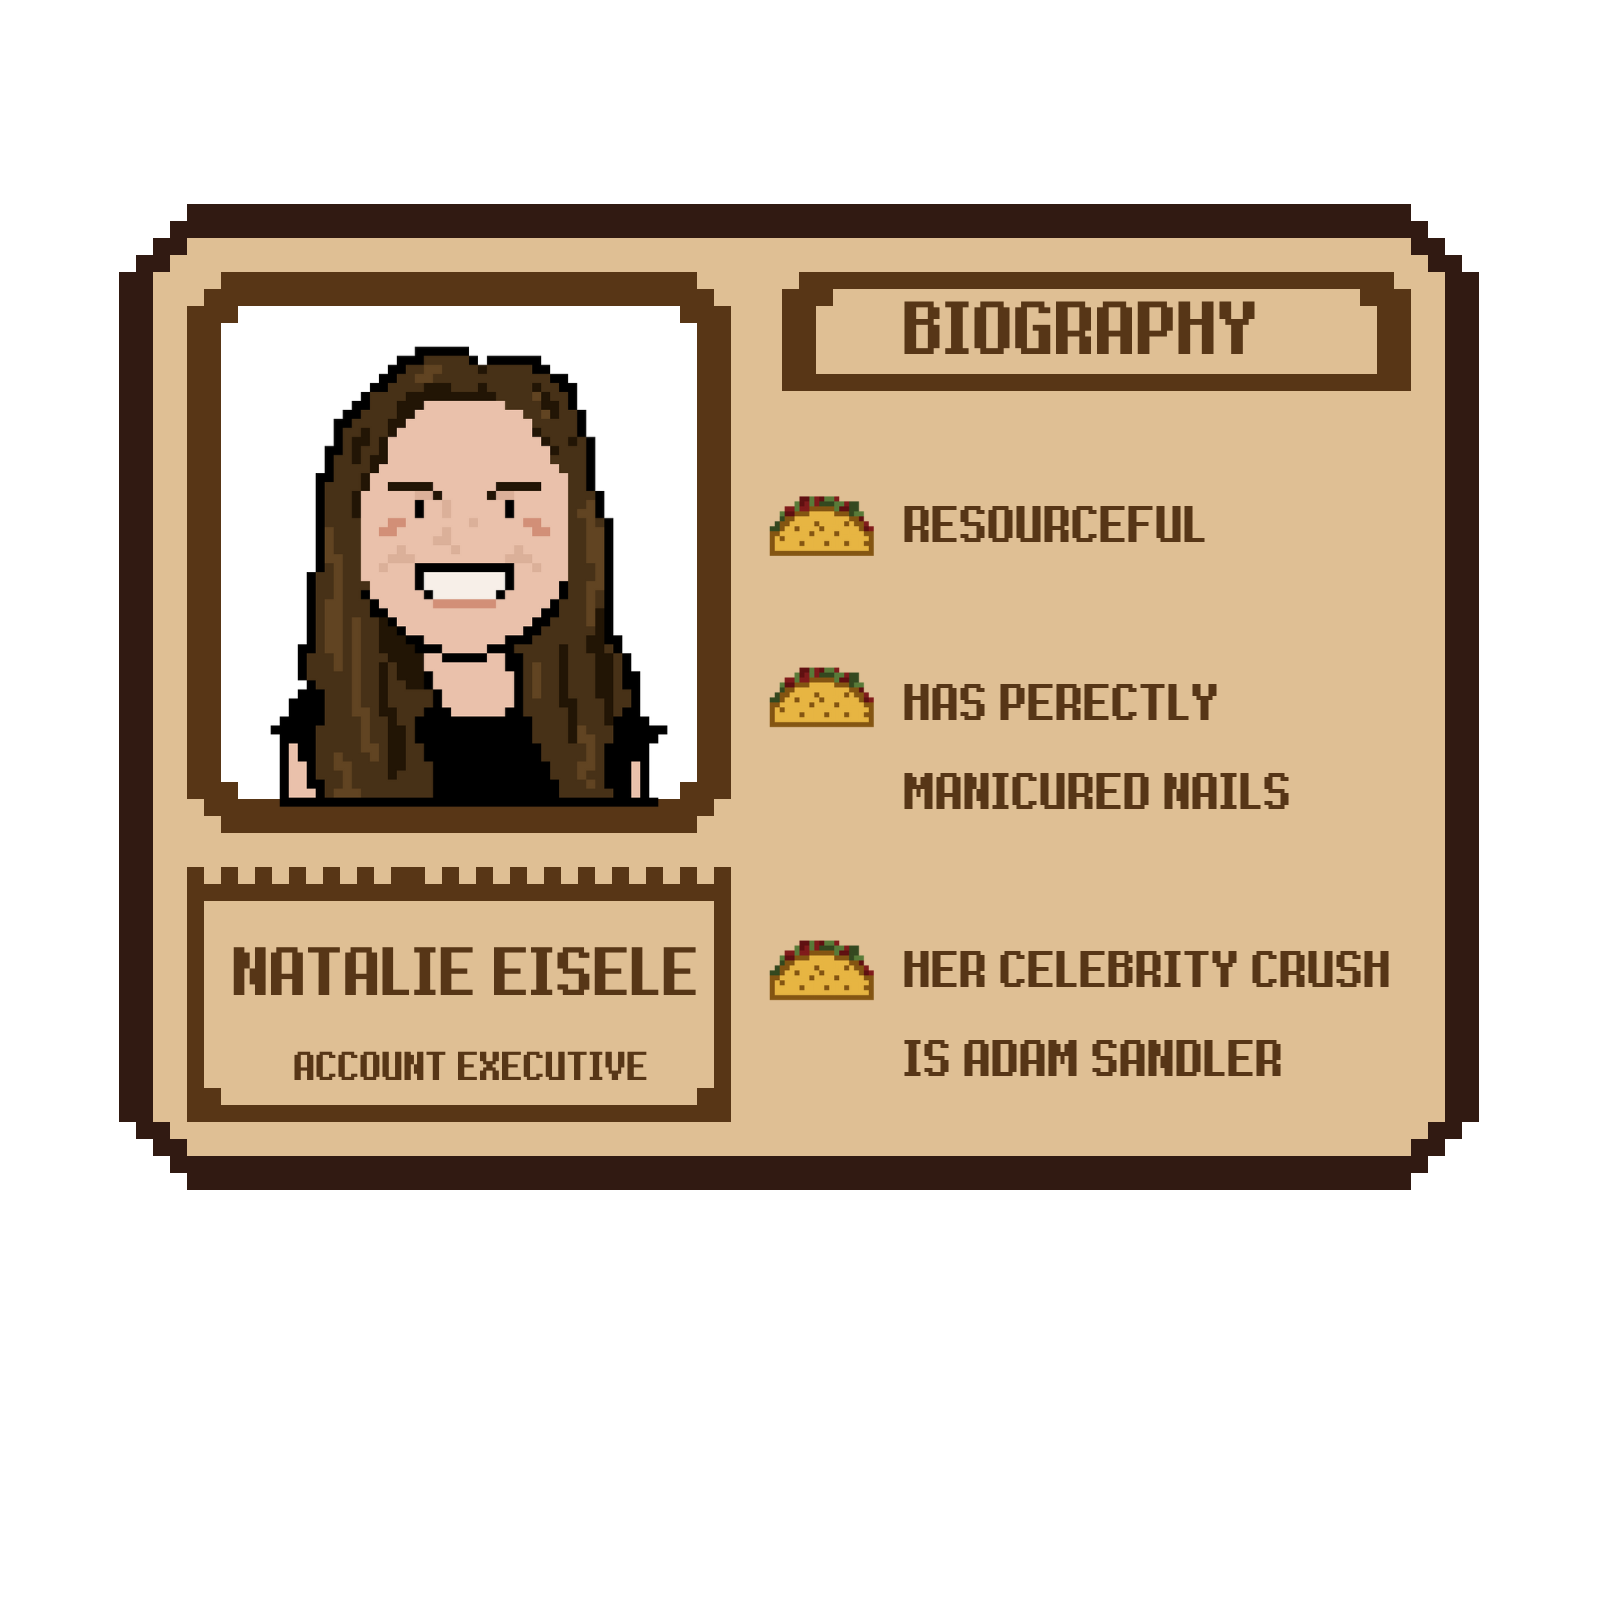 BIOGRAPHY
RESOURCEFUL
HAS PERECTLY
MANICURED NAILS
HER CELEBRITY CRUSH
IS ADAM SANDLER
NATALIE EISELE
ACCOUNT EXECUTIVE